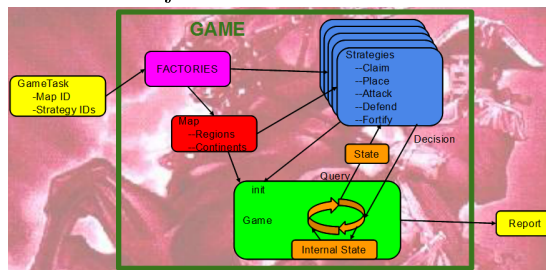 GAME
FACTORIES
GameTask
-Map ID
-Strategy IDs
Strategies
--Claim
--Place
--Attack
--Defend
--Fortify
Map
--Regions
--Continents
State
Decision
Query
init
Game
Internal State
Report